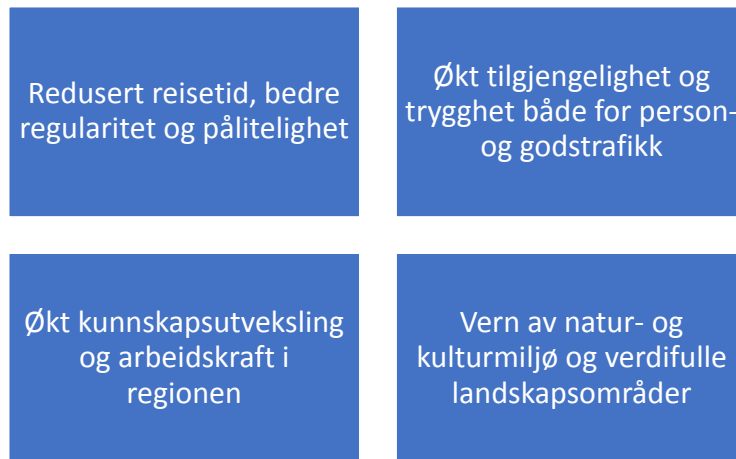 Redusert reisetid, bedre
regularitet og pålitelighet
Økt tilgjengelighet og
trygghet både for person-
og godstrafikk
Økt kunnskapsutveksling
og arbeidskraft i
regionen
Vern av natur- og
kulturmiljø og verdifulle
landskapsområder